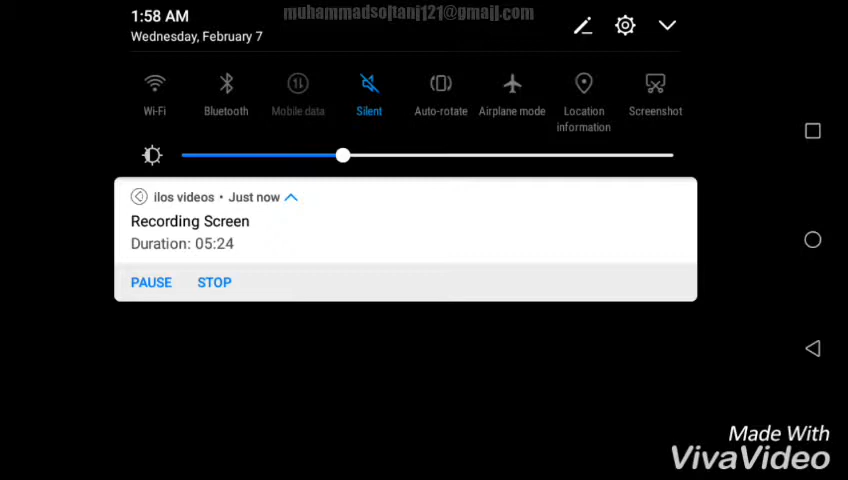 muhammadsoltani121@gmail.com
1:58 AM
Wednesday, February 7
Wi-Fi
Bluetooth
Mobile data
Silent
Auto-rotate
Airplane mode
Location
information
Screenshot
ilos videos • Just now
Recording Screen
Duration: 05:24
PAUSE STOP
Made With
VivaVideo